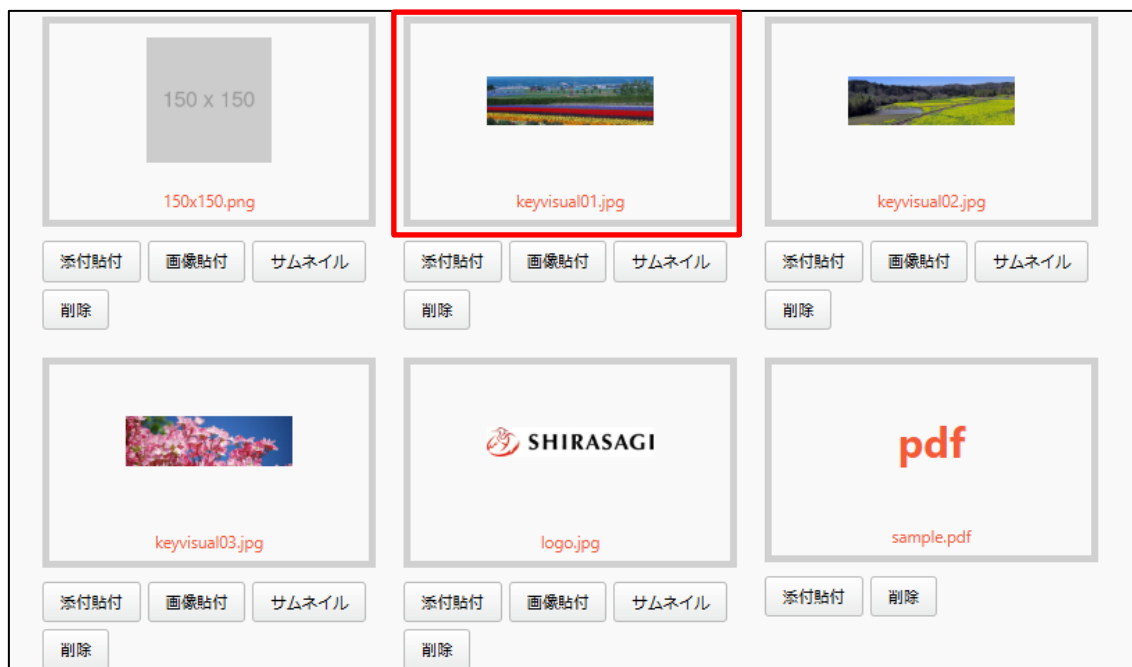 150 x 150
150x150.png
keyvisual01.jpg
keyvisual02.jpg
添付貼付 画像貼付 サムネイル
添付貼付 画像貼付 サムネイル
添付貼付 画像貼付 サムネイル
削除
削除
削除
SHIRASAGI
pdf
keyvisual03.jpg
logo.jpg
sample.pdf
添付貼付 画像貼付 サムネイル
添付貼付 画像貼付 サムネイル
添付貼付 削除
削除
削除